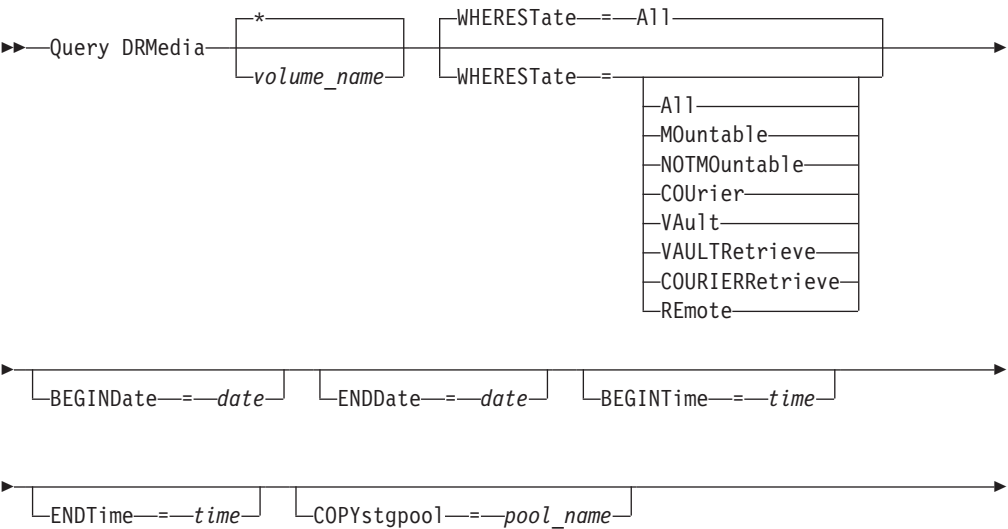 * WHERESTate = All
Query DRMedia
volume_name WHERESTate =
All
MOuntable
NOTMOuntable
COUrier
VAult
VAULTRetrieve
COURIERRetrieve
REmote
BEGINDate = date ENDDate = date BEGINTime = time
ENDTime = time COPYstgpool = pool_name